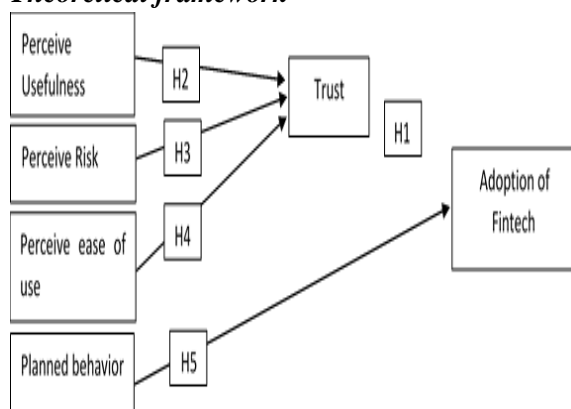 Theoretical framework
Perceive
Usefulness
H2
Trust
H1
Perceive Risk
H3
Adoption of
Fintech
Perceive ease of
use
H4
Planned behavior
H5